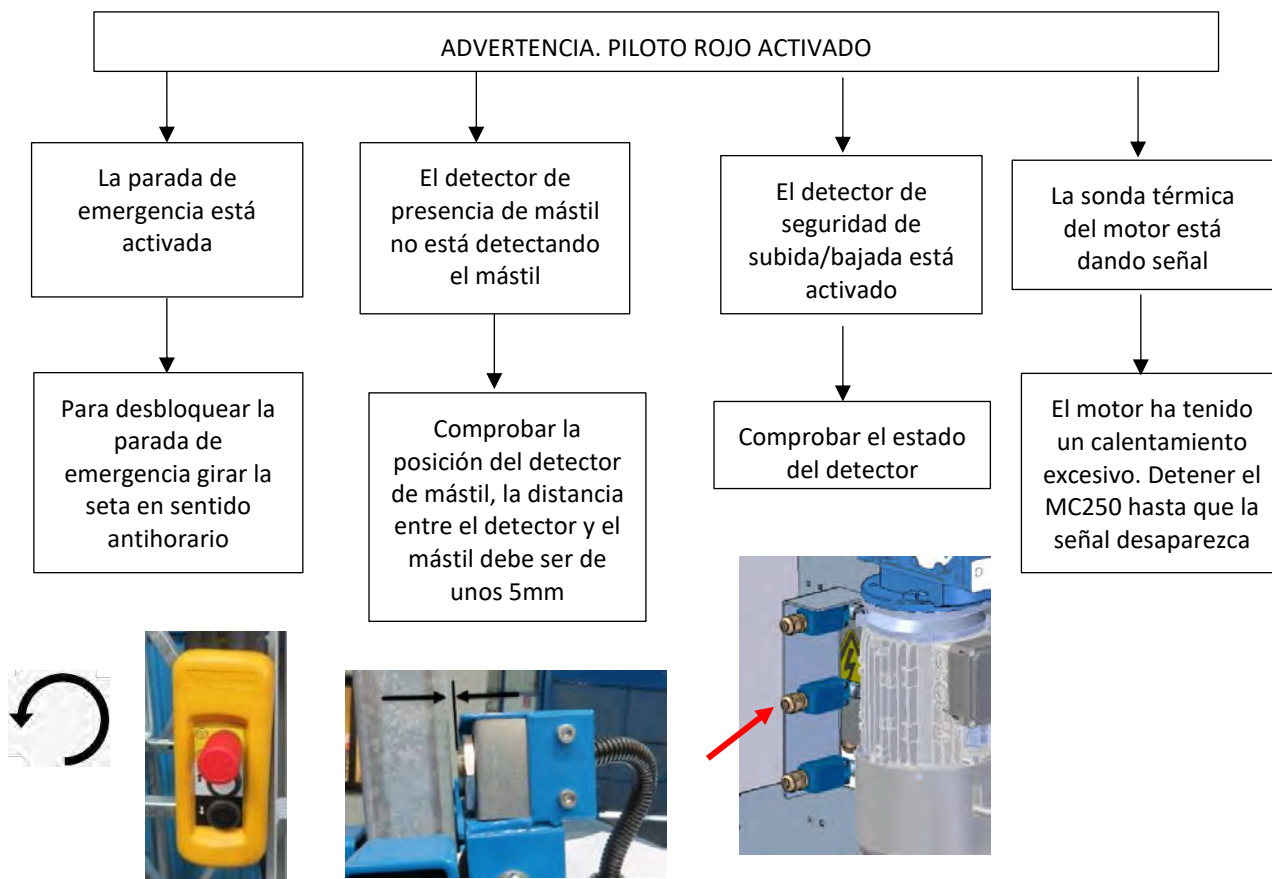 ADVERTENCIA. PILOTO ROJO ACTIVADO
La parada de
emergencia está
activada
El detector de
presencia de mástil
no está detectando
el mástil
El detector de
seguridad de
subida/bajada está
activado
La sonda térmica
del motor está
dando señal
Para desbloquear la
parada de
emergencia girar la
seta en sentido
antihorario
Comprobar la
posición del detector
de mástil, la distancia
entre el detector y el
mástil debe ser de
unos 5mm
Comprobar el estado
del detector
El motor ha tenido
un calentamiento
excesivo. Detener el
MC250 hasta que la
señal desaparezca